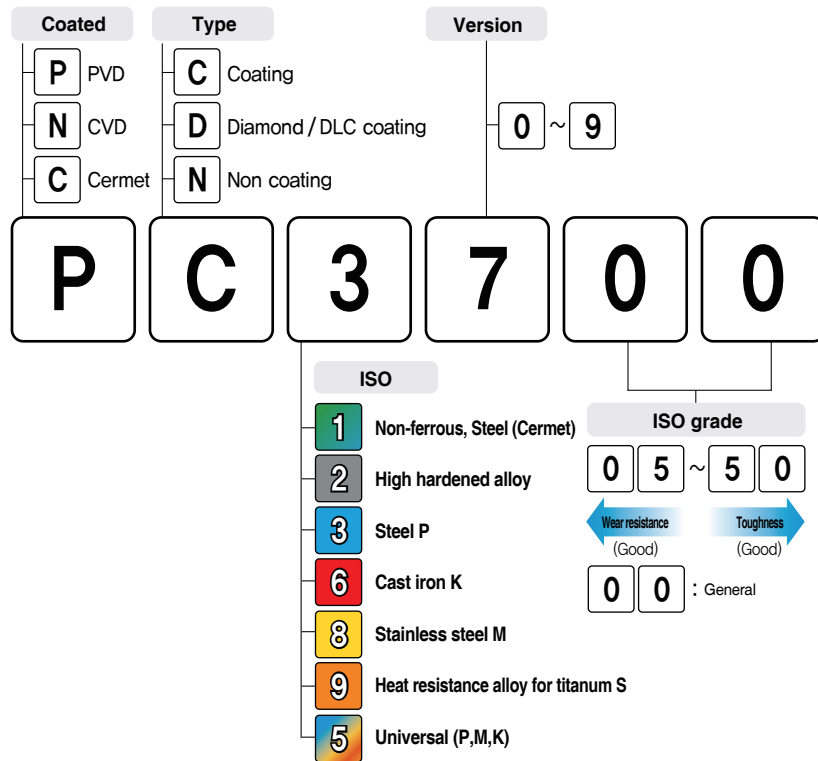 Coated Type Version
P PVD C Coating
N CVD D Diamond / DLC coating 0 ~ 9
C Cermet N Non coating
P C 3 7 0 0
ISO
1 Non-ferrous, Steel (Cermet)
2 High hardened alloy
3 Steel P
6 Cast iron K
8 Stainless steel M
9 Heat resistance alloy for titanum S
5 Universal (P,M,K)
ISO grade
0 5 ~ 5 0
Wear resistance Toughness
(Good) (Good)
0 0 : General